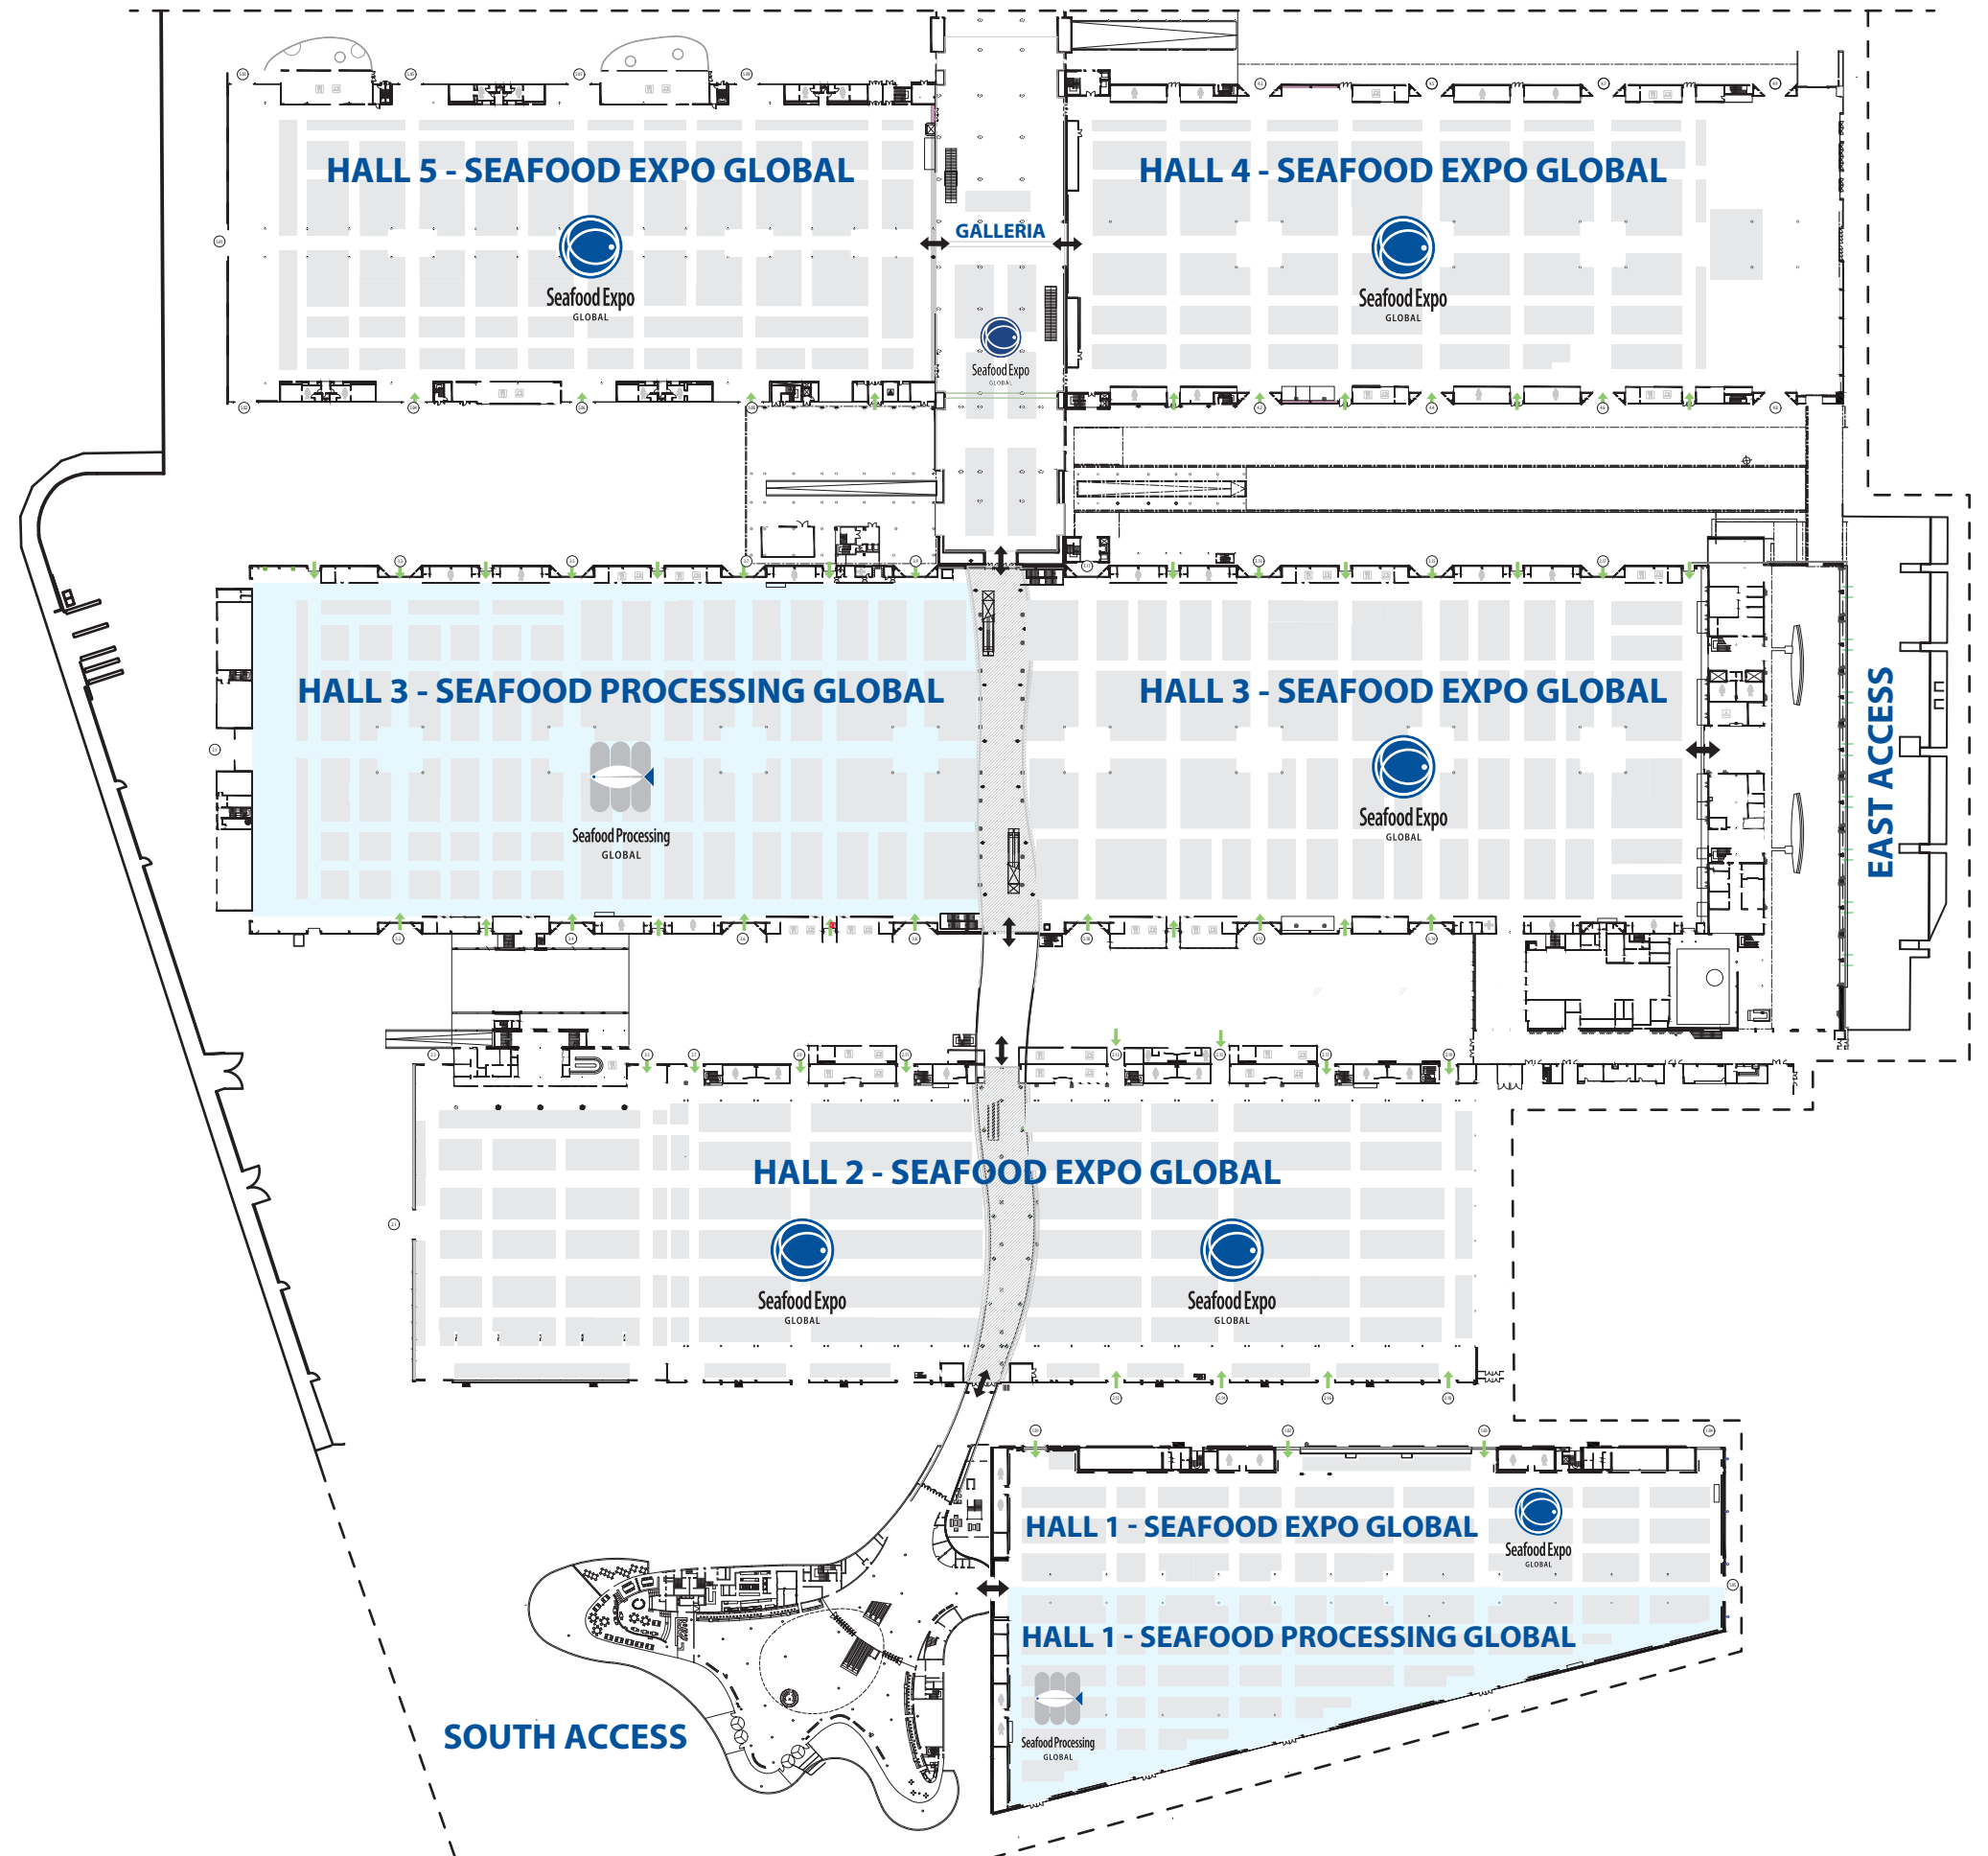 HALL 5 - SEAFOOD EXPO GLOBAL
HALL 4 - SEAFOOD EXPO GLOBAL
GALLERIA
Seafood Expo
GLOBAL
Seafood Expo
GLOBAL
Seafood Expo
GLOBAL
HALL 3 - SEAFOOD PROCESSING GLOBAL
HALL 3 - SEAFOOD EXPO GLOBAL
EAST ACCESS
Seafood Processing
GLOBAL
Seafood Expo
GLOBAL
HALL 2 - SEAFOOD EXPO GLOBAL
Seafood Expo
GLOBAL
Seafood Expo
GLOBAL
HALL 1 - SEAFOOD EXPO GLOBAL
Seafood Expo
GLOBAL
HALL 1 - SEAFOOD PROCESSING GLOBAL
Seafood Processing
GLOBAL
SOUTH ACCESS